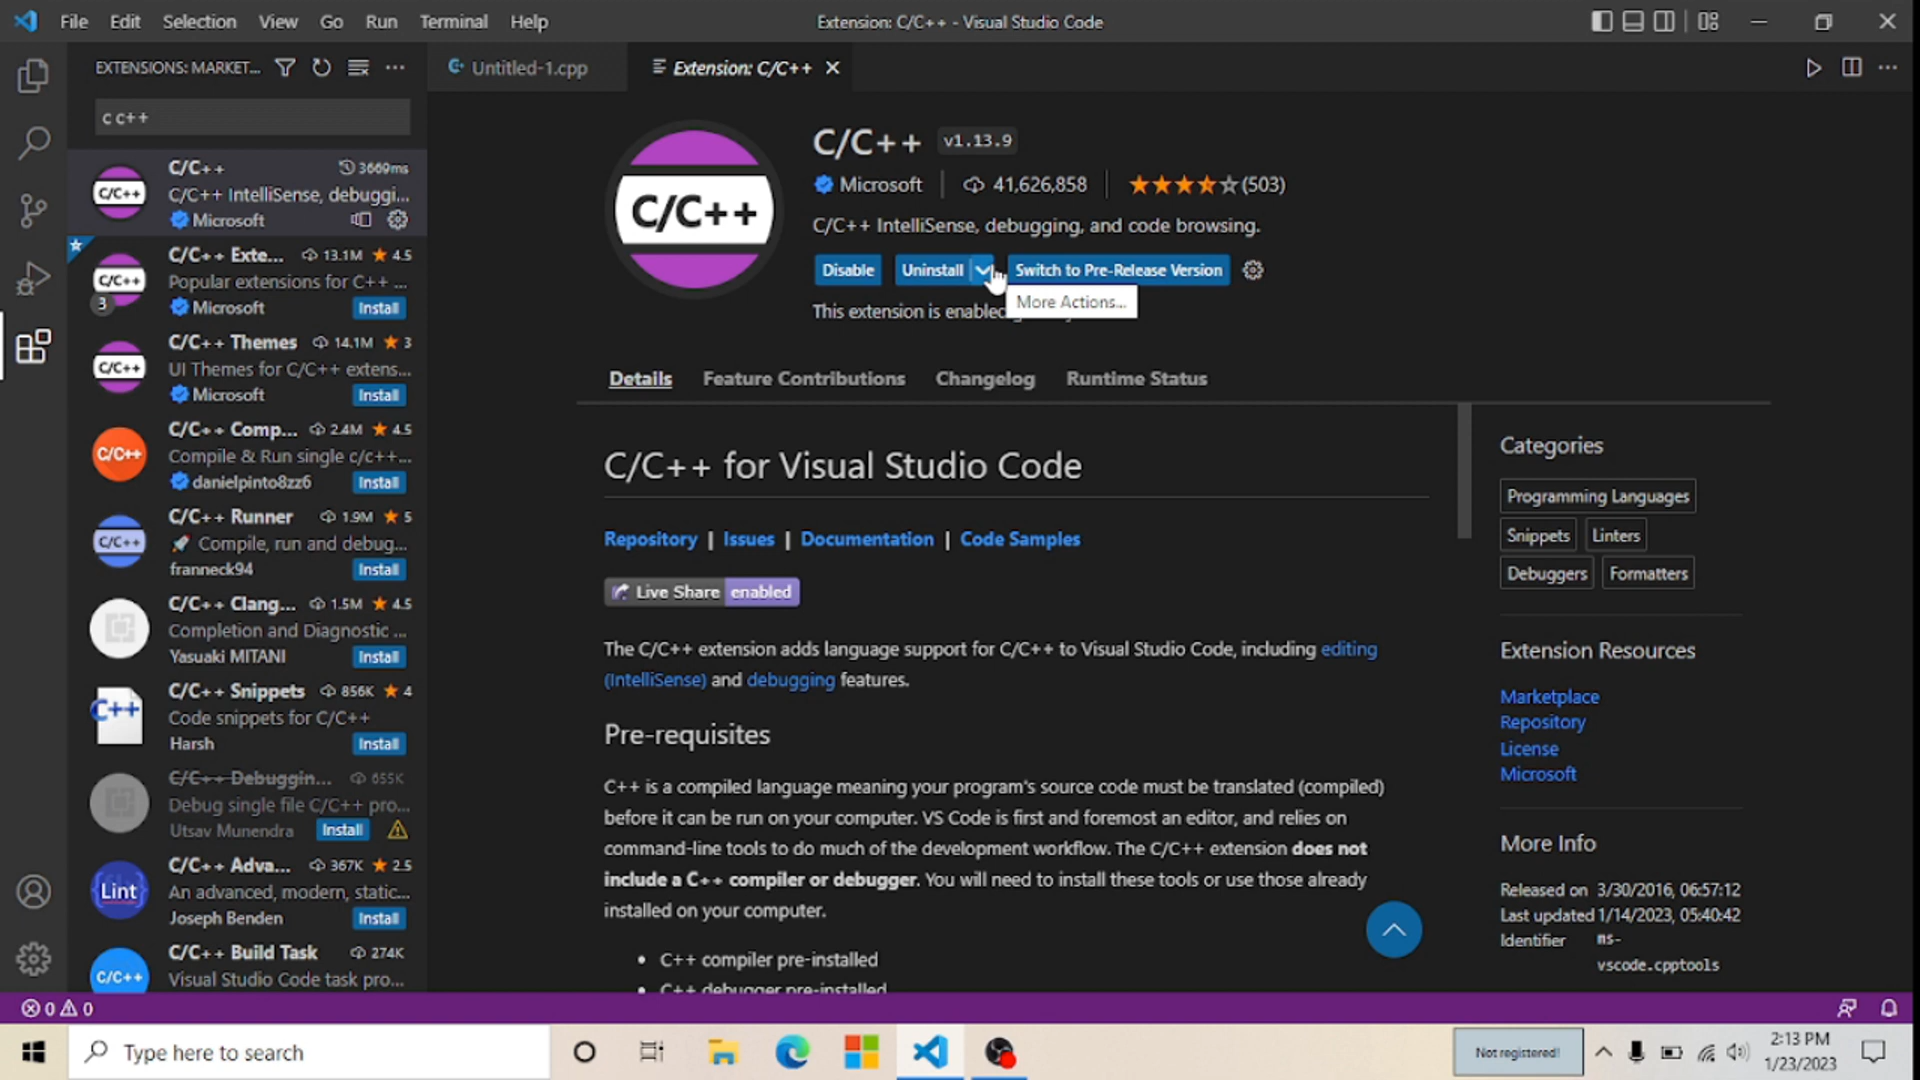 File Edit Selection View Go Run Terminal Help
Extension: C/C++ - Visual Studio Code
EXTENSIONS: MARKET...
Untitled-1.cpp
Extension: C/C++
c c++
C/C++ 3669ms
C/C++ IntelliSense, debuggi...
Microsoft
C/C++ Exte... 13.1M 4.5
Popular extensions for C++ ...
3
Microsoft Install
C/C++ Themes 14.1M 3
UI Themes for C/C++ extens...
Microsoft Install
C/C++ Comp... 2.4M 4.5
Compile & Run single c/c++...
danielpinto8zz6 Install
C/C++ Runner 1.9M 5
Compile, run and debug...
franneck94 Install
C/C++ Clang... 1.5M 4.5
Completion and Diagnostic ...
Yasuaki MITANI Install
C/C++ Snippets 856K 4
Code snippets for C/C++
Harsh Install
C/C++ Debuggin... 655K
Debug single file C/C++ pro...
Utsav Munendra Install
C/C++ Adva... 367K 2.5
An advanced, modern, static...
Joseph Benden Install
C/C++ Build Task 274K
Visual Studio Code task pro...
C/C++
C/C++
C/C++
C/C++
C/C++
C++
Lint
C/C++
C/C++
C/C++ v1.13.9
Microsoft 41,626,858 (503)
C/C++ IntelliSense, debugging, and code browsing.
Disable Uninstall Switch to Pre-Release Version
More Actions...
This extension is enabled
Details Feature Contributions Changelog Runtime Status
C/C++ for Visual Studio Code
Repository | Issues | Documentation | Code Samples
Live Share enabled
The C/C++ extension adds language support for C/C++ to Visual Studio Code, including editing
(IntelliSense) and debugging features.
Pre-requisites
C++ is a compiled language meaning your program's source code must be translated (compiled)
before it can be run on your computer. VS Code is first and foremost an editor, and relies on
command-line tools to do much of the development workflow. The C/C++ extension does not
include a C++ compiler or debugger. You will need to install these tools or use those already
installed on your computer.
• C++ compiler pre-installed
• C++ debugger pre-installed
Categories
Programming Languages
Snippets Linters
Debuggers Formatters
Extension Resources
Marketplace
Repository
License
Microsoft
More Info
Released on 3/30/2016, 06:57:12
Last updated 1/14/2023, 05:40:42
Identifier ms-
vscode.cpptools
0 0
Type here to search
Not registered!
2:13 PM
1/23/2023